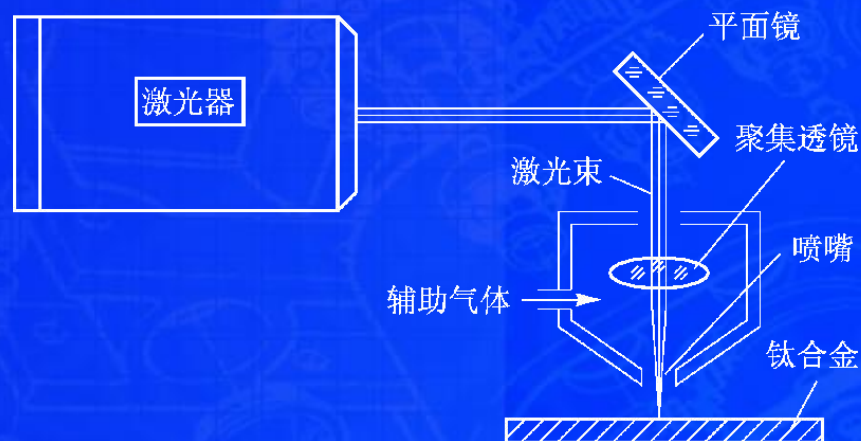 平面镜
激光器
聚集透镜
激光束
喷嘴
辅助气体
钛合金